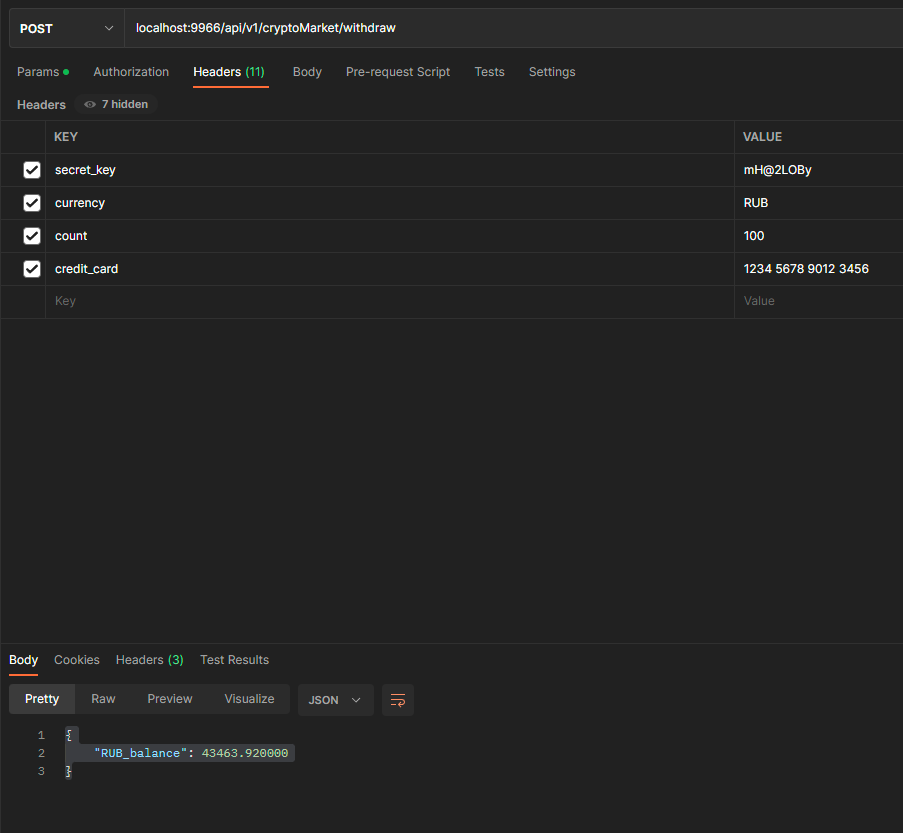 POST localhost:9966/api/v1/cryptoMarket/withdraw
Params Authorization Headers (11) Body Pre-request Script Tests Settings
Headers 7 hidden
KEY VALUE
secret_key mH@2LOBy
currency RUB
count 100
credit_card 1234 5678 9012 3456
Key Value
Body Cookies Headers (3) Test Results
Pretty Raw Preview Visualize JSON
1 {
2 "RUB_balance": 43463.920000
3 }